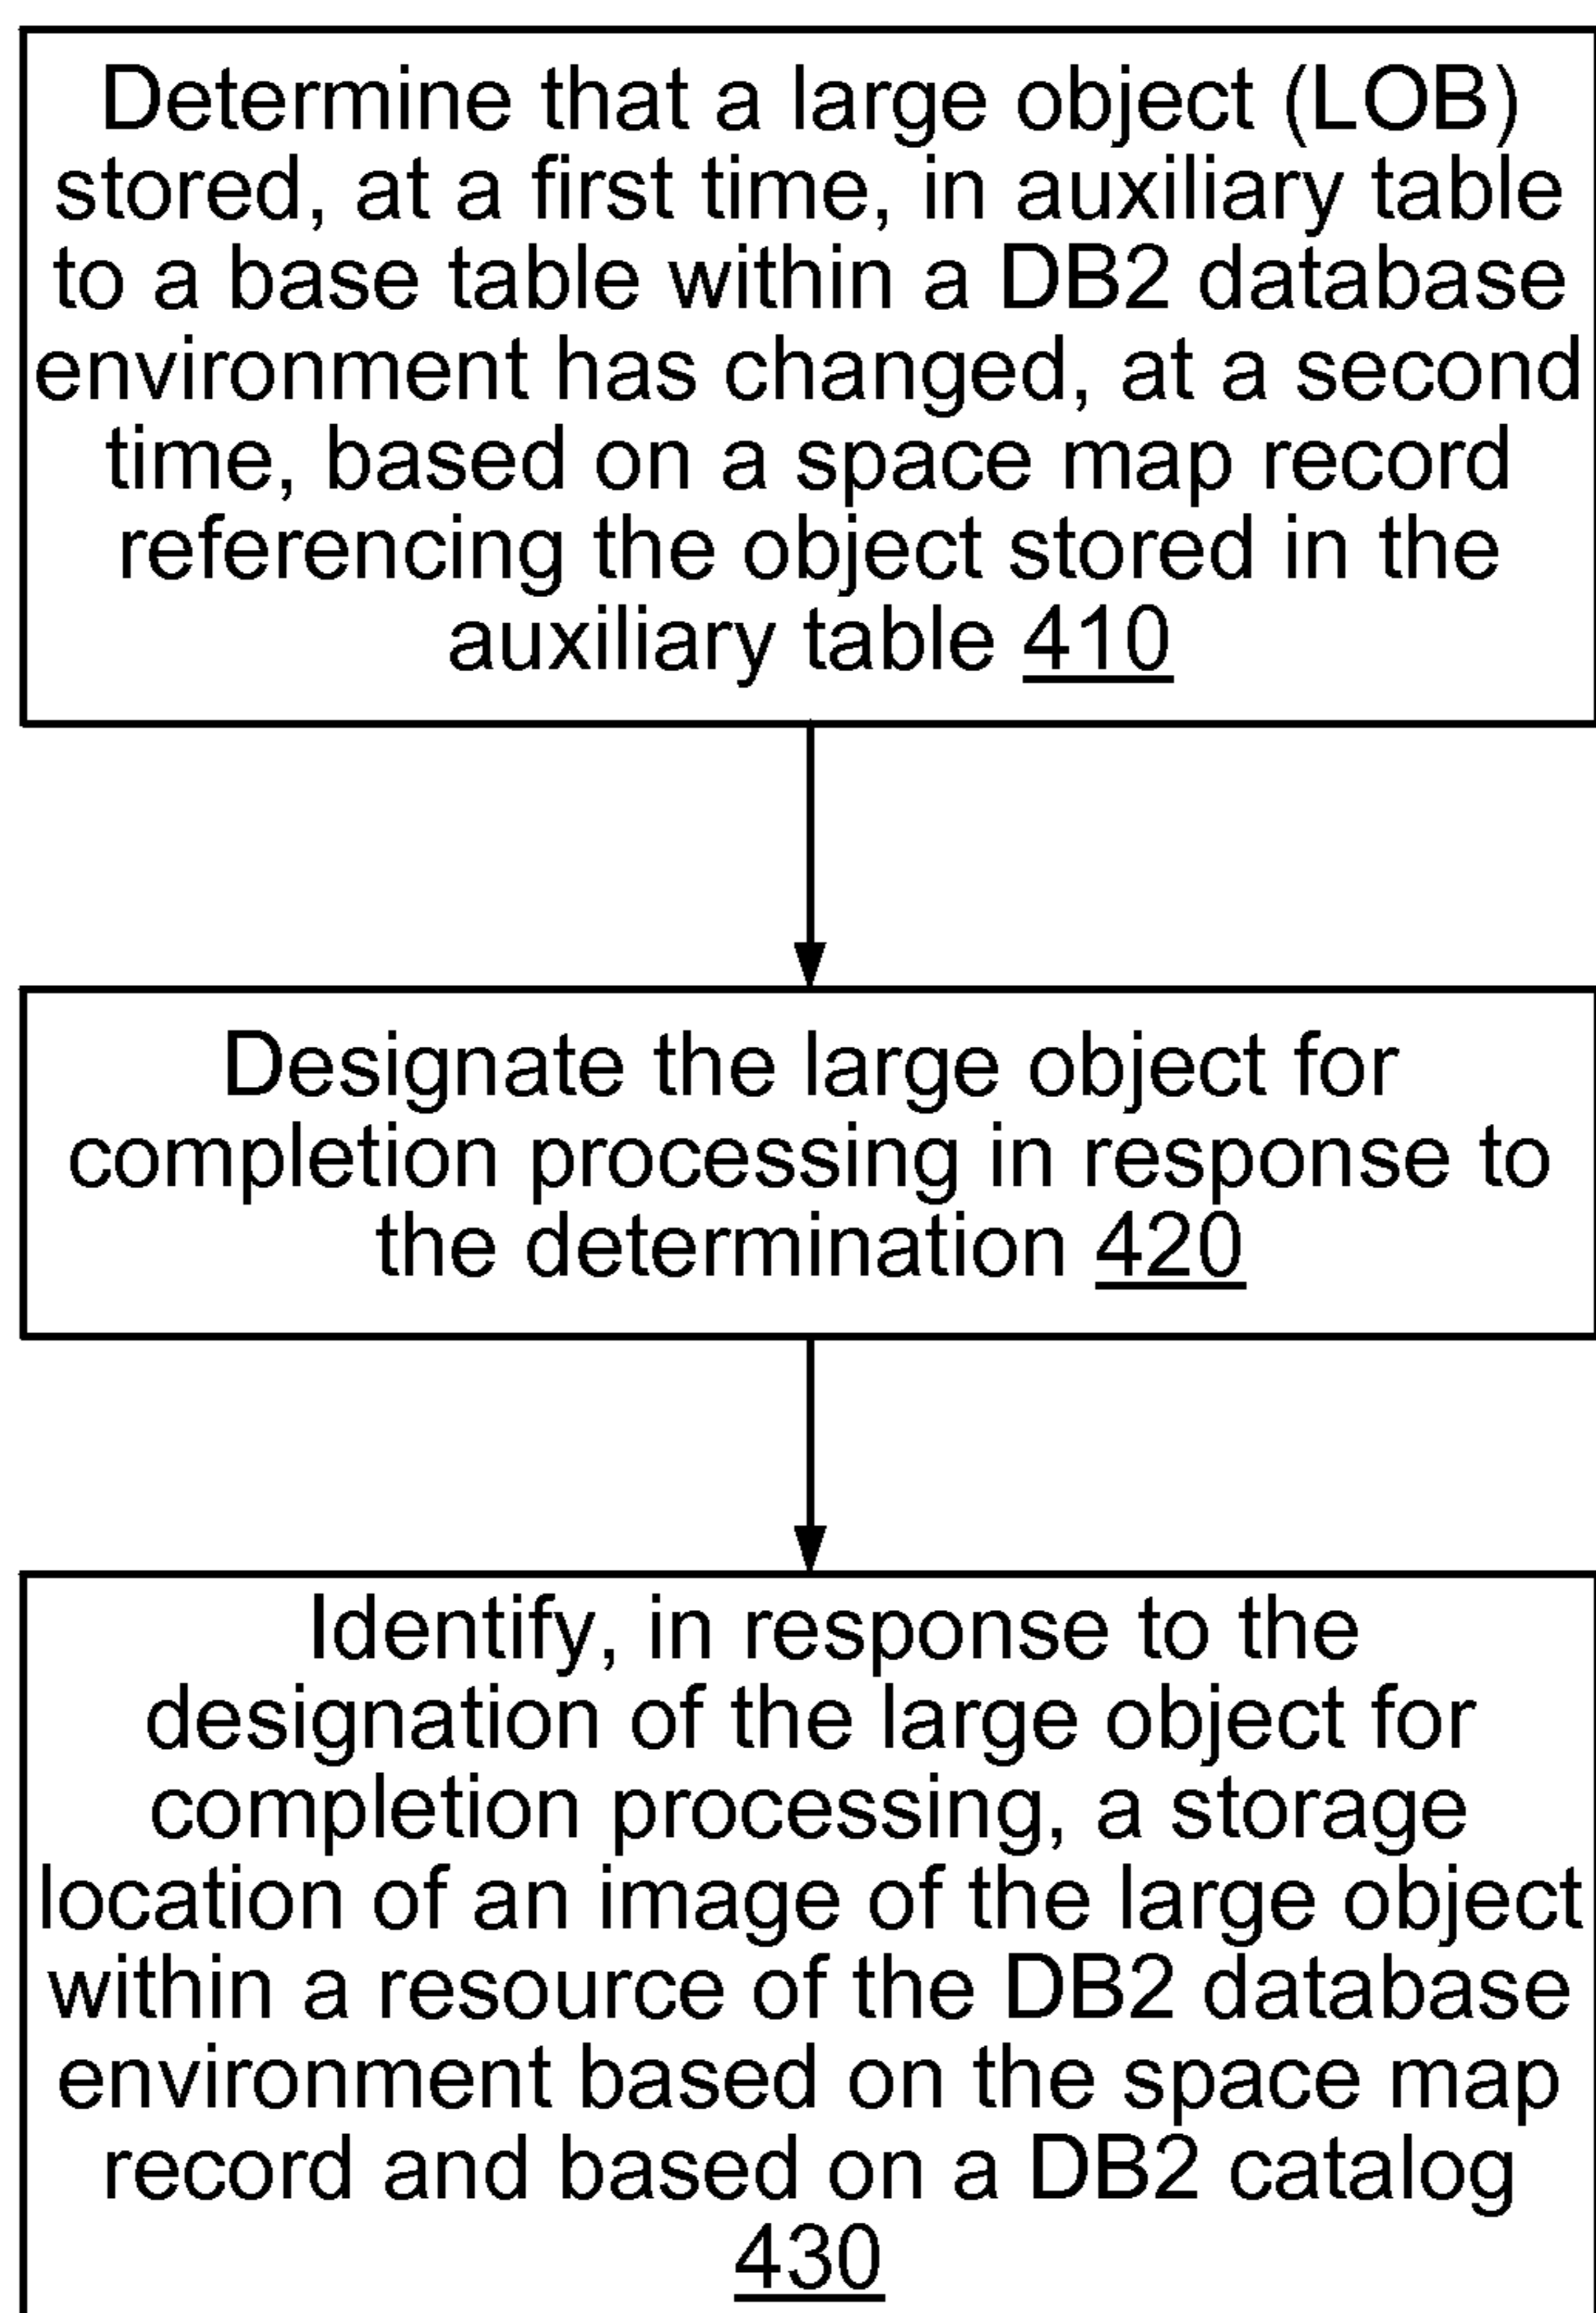 Determine that a large object (LOB)
stored, at a first time, in auxiliary table
to a base table within a DB2 database
environment has changed, at a second
time, based on a space map record
referencing the object stored in the
auxiliary table 410
Designate the large object for
completion processing in response to
the determination 420
Identify, in response to the
designation of the large object for
completion processing, a storage
location of an image of the large object
within a resource of the DB2 database
environment based on the space map
record and based on a DB2 catalog
430